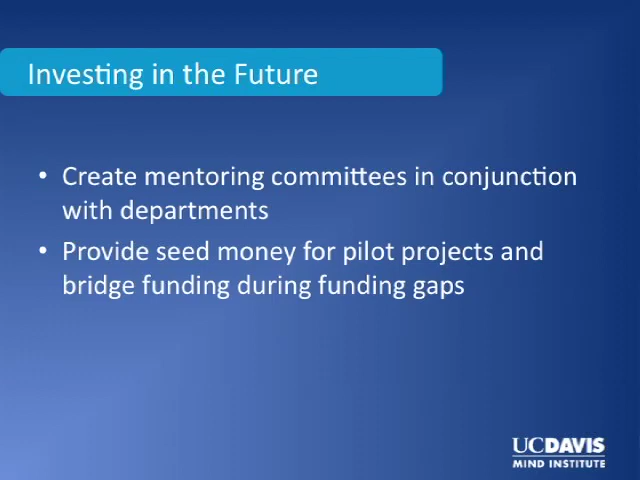 Investing in the Future
• Create mentoring committees in conjunction
with departments
• Provide seed money for pilot projects and
bridge funding during funding gaps
UCDAVIS
MIND INSTITUTE